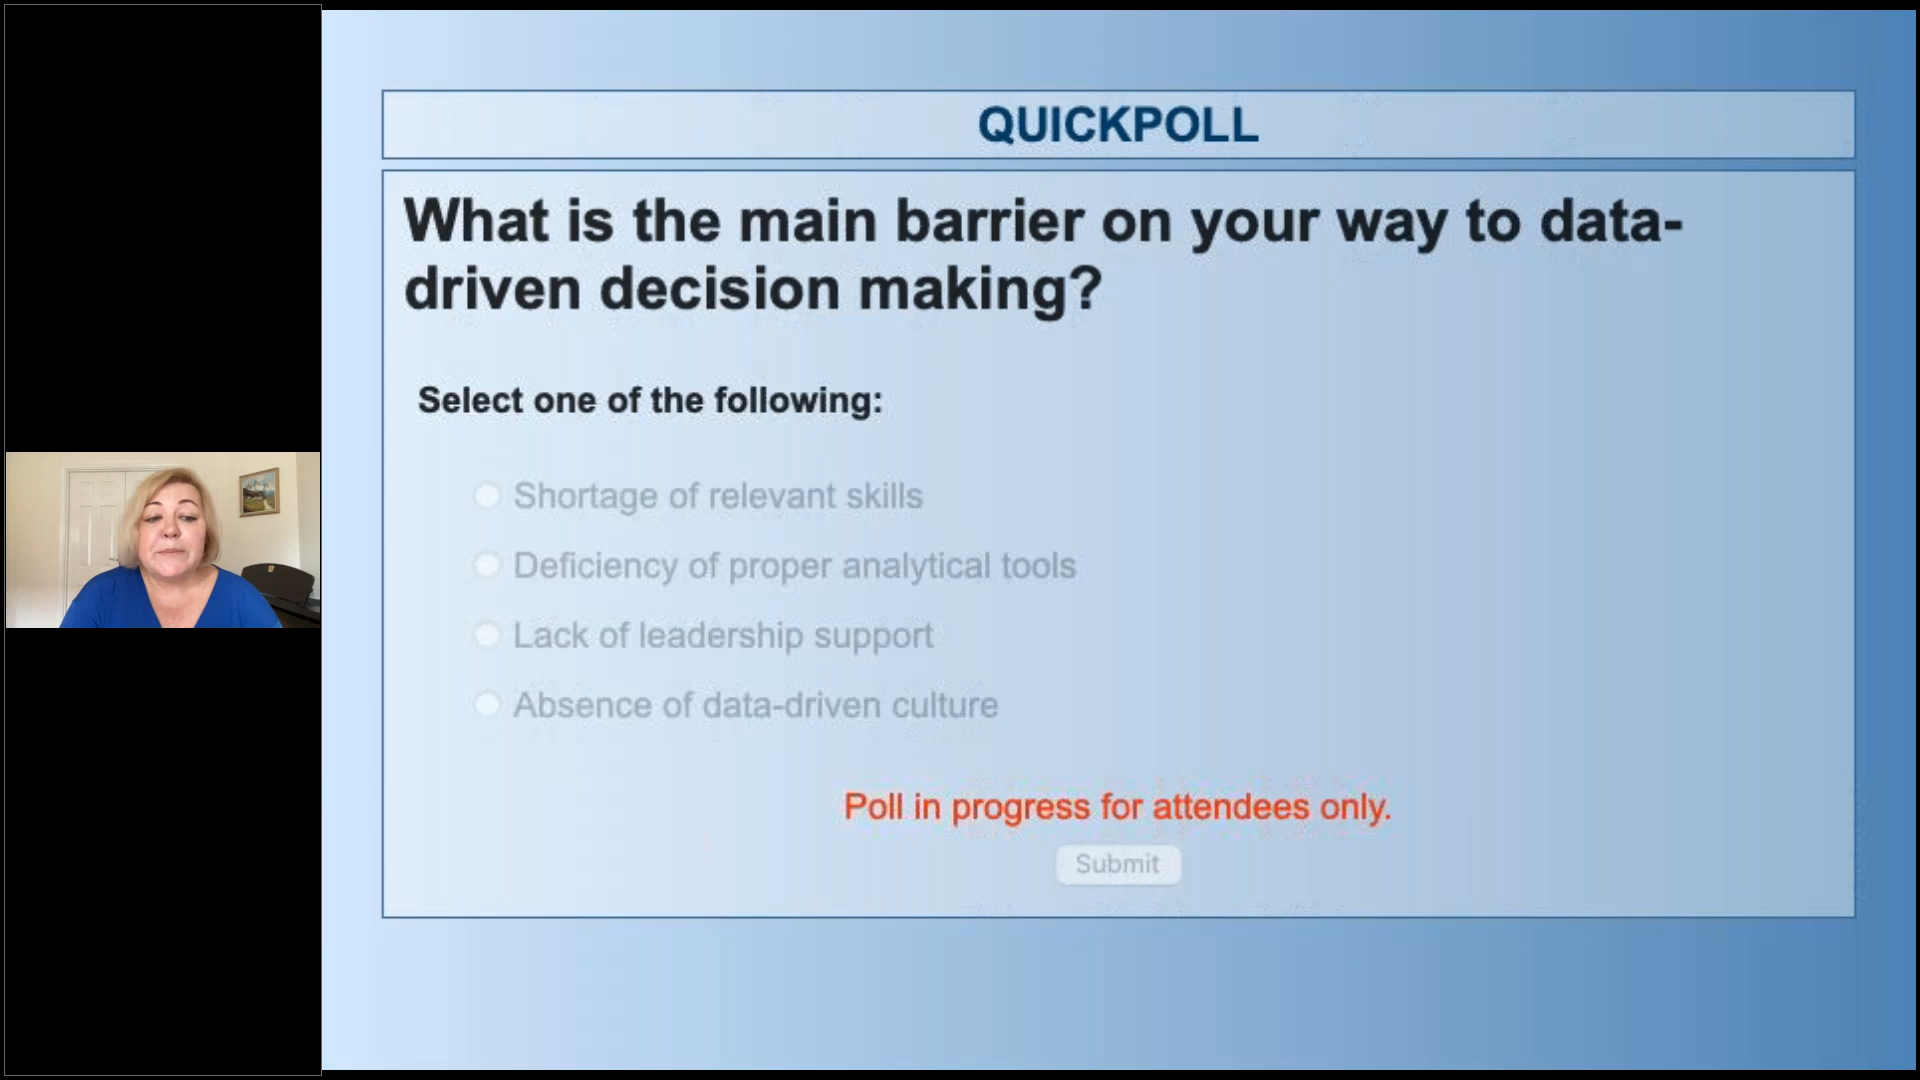 QUICKPOLL
What is the main barrier on your way to data-
driven decision making?
Select one of the following:
Shortage of relevant skills
Deficiency of proper analytical tools
Lack of leadership support
Absence of data-driven culture
Poll in progress for attendees only.
Submit